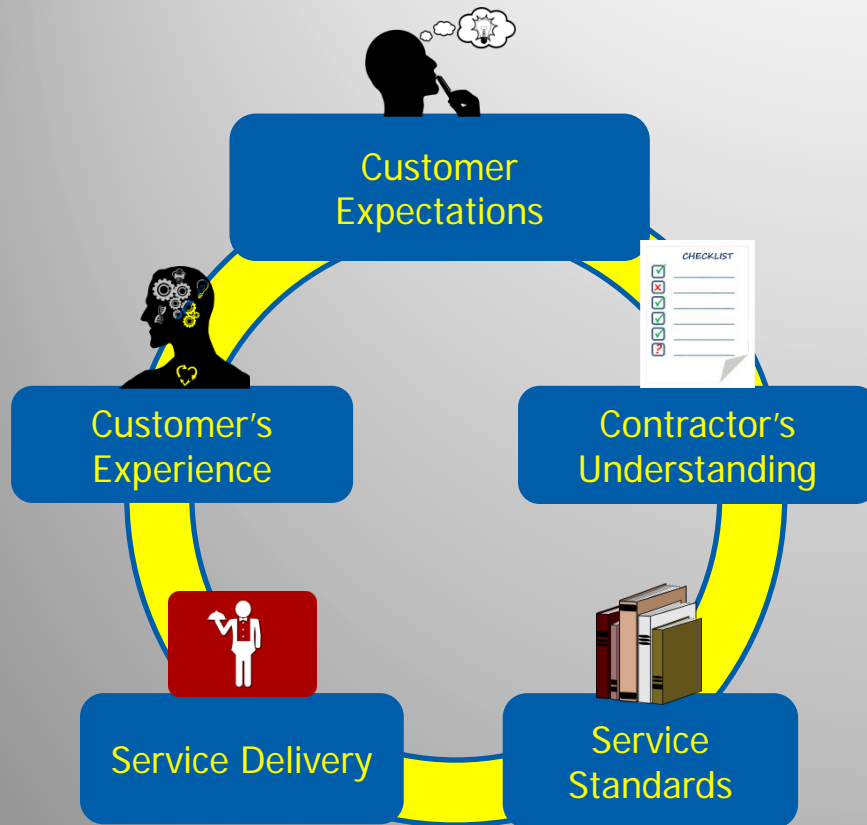 Customer
Expectations
CHECKLIST
?
Customer's
Experience
Contractor's
Understanding
Service Delivery
Service
Standards